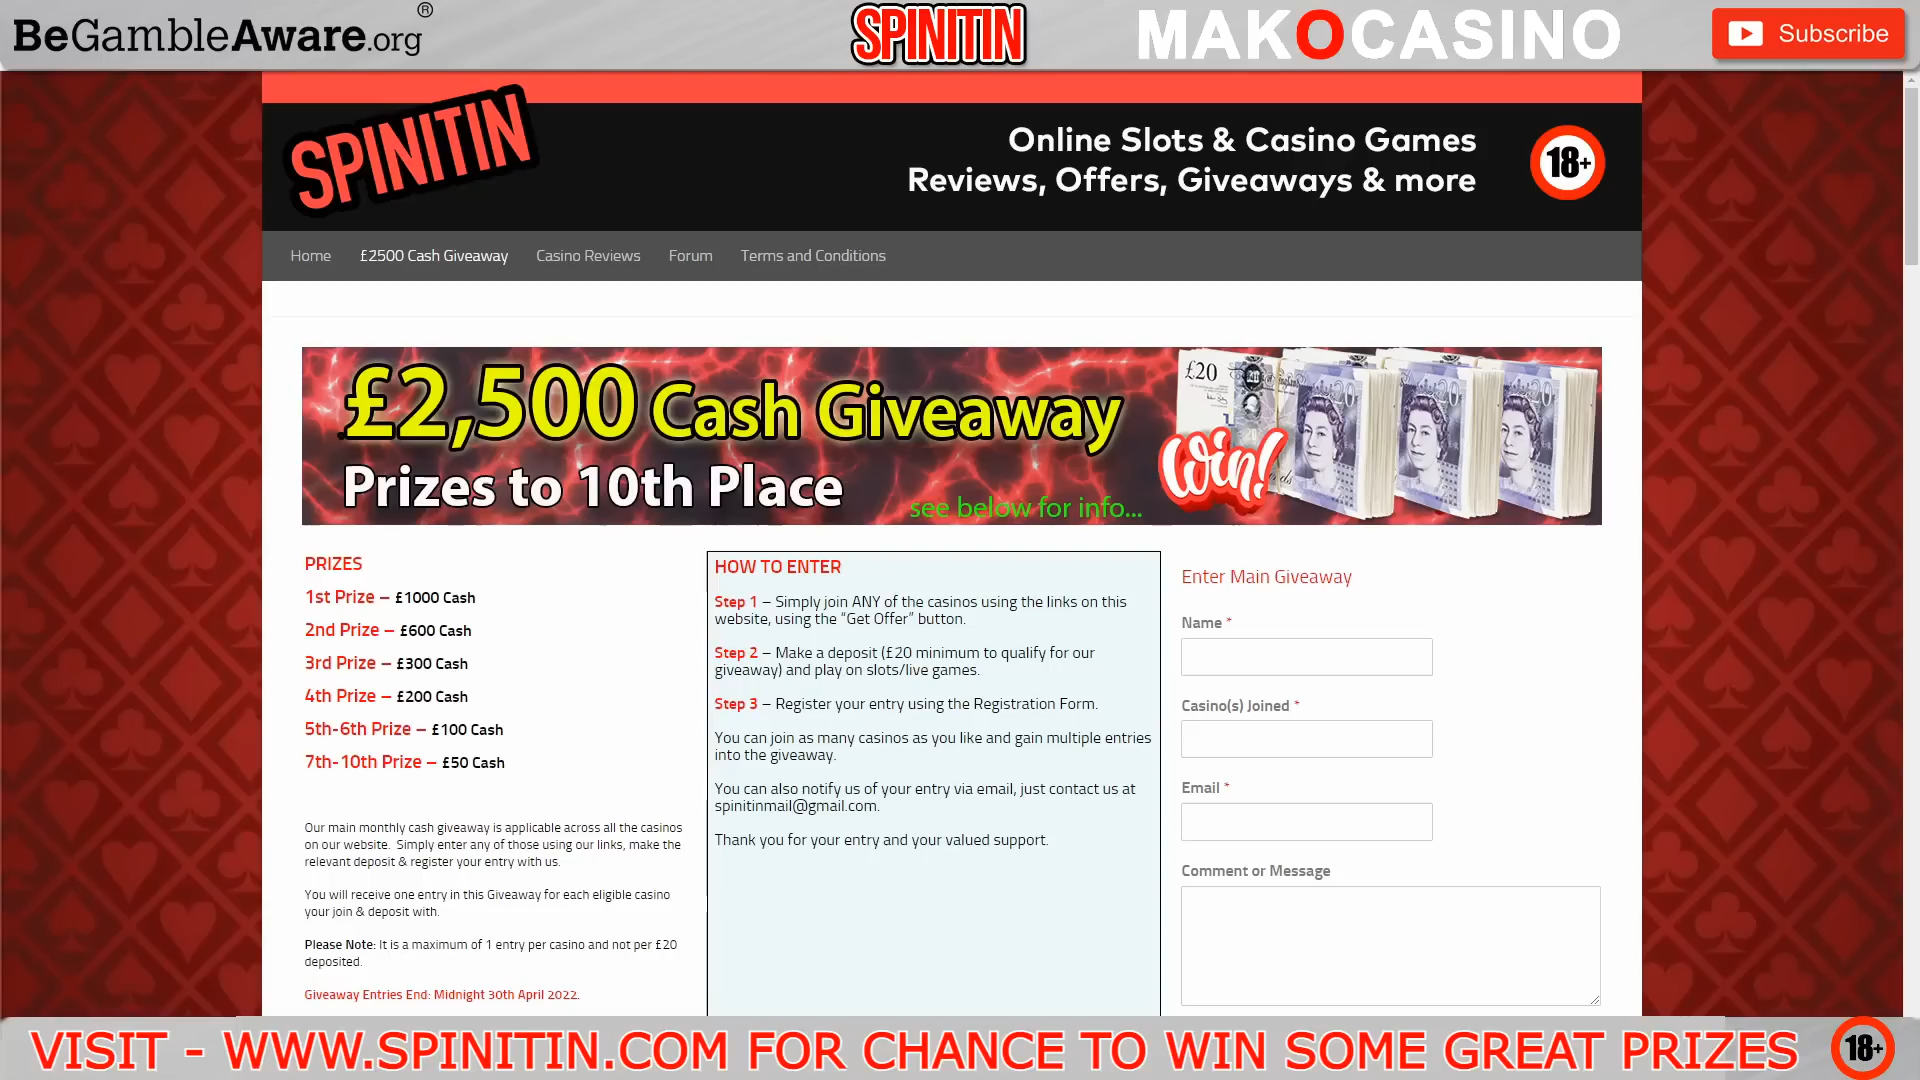 BeGambleAware.org®
SPINITIN
MAKOCASINO
Subscribe
SPINITIN
Online Slots & Casino Games
Reviews, Offers, Giveaways & more
18+
Home
£2500 Cash Giveaway
Casino Reviews
Forum
Terms and Conditions
£2,500 Cash Giveaway
Prizes to 10th Place
see below for info...
Win!
£20
20
20
20
PRIZES
1st Prize – £1000 Cash
2nd Prize – £600 Cash
3rd Prize – £300 Cash
4th Prize – £200 Cash
5th-6th Prize – £100 Cash
7th-10th Prize – £50 Cash
Our main monthly cash giveaway is applicable across all the casinos
on our website. Simply enter any of those using our links, make the
relevant deposit & register your entry with us.
You will receive one entry in this Giveaway for each eligible casino
your join & deposit with.
Please Note: It is a maximum of 1 entry per casino and not per £20
deposited.
Giveaway Entries End: Midnight 30th April 2022.
HOW TO ENTER
Step 1 – Simply join ANY of the casinos using the links on this
website, using the “Get Offer” button.
Step 2 – Make a deposit (£20 minimum to qualify for our
giveaway) and play on slots/live games.
Step 3 – Register your entry using the Registration Form.
You can join as many casinos as you like and gain multiple entries
into the giveaway.
You can also notify us of your entry via email, just contact us at
spinitinmail@gmail.com.
Thank you for your entry and your valued support.
Enter Main Giveaway
Name *
Casino(s) Joined *
Email *
Comment or Message
VISIT - WWW.SPINITIN.COM FOR CHANCE TO WIN SOME GREAT PRIZES
18+